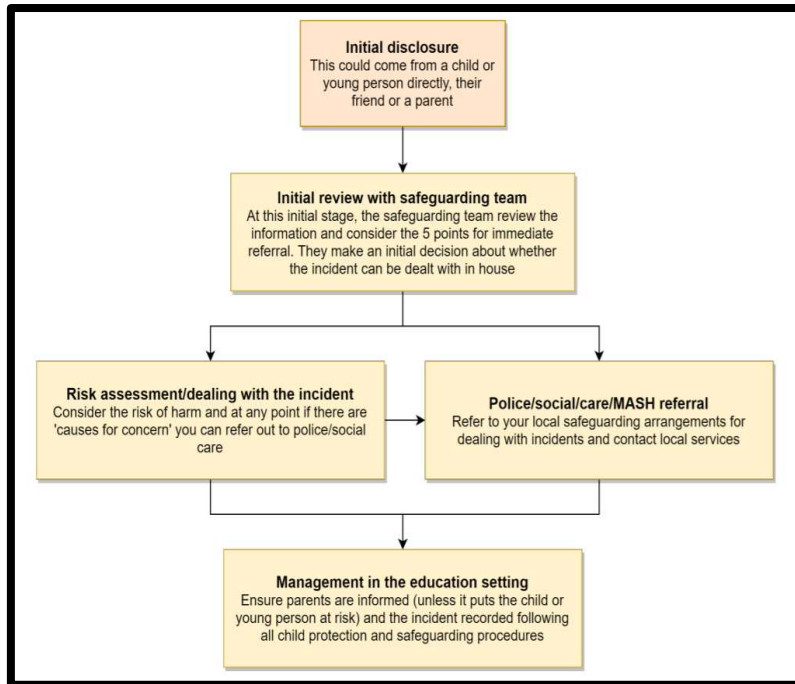 Initial disclosure
This could come from a child or
young person directly, their
friend or a parent
Initial review with safeguarding team
At this initial stage, the safeguarding team review the
information and consider the 5 points for immediate
referral. They make an initial decision about whether
the incident can be dealt with in house
Risk assessment/dealing with the incident
Consider the risk of harm and at any point if there are
'causes for concern' you can refer out to police/social
care
Police/social/care/MASH referral
Refer to your local safeguarding arrangements for
dealing with incidents and contact local services
Management in the education setting
Ensure parents are informed (unless it puts the child or
young person at risk) and the incident recorded following
all child protection and safeguarding procedures